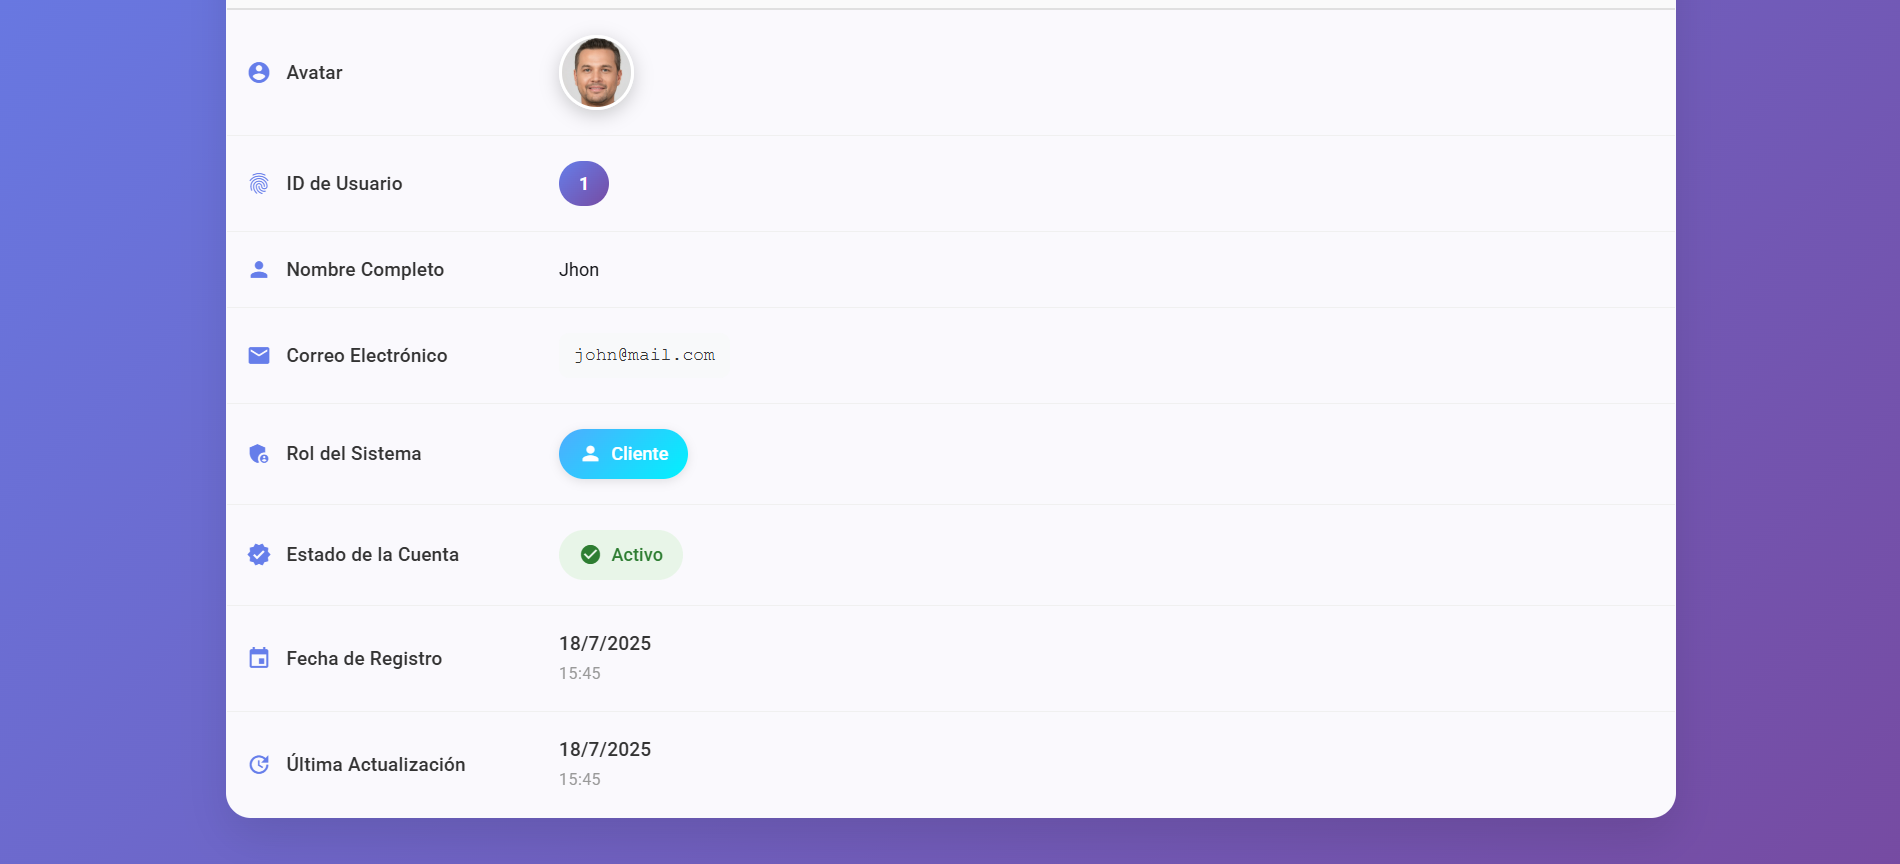 Avatar
ID de Usuario
1
Nombre Completo
Jhon
Correo Electrónico
john@mail.com
Rol del Sistema
Cliente
Estado de la Cuenta
Activo
Fecha de Registro
18/7/2025
15:45
Última Actualización
18/7/2025
15:45